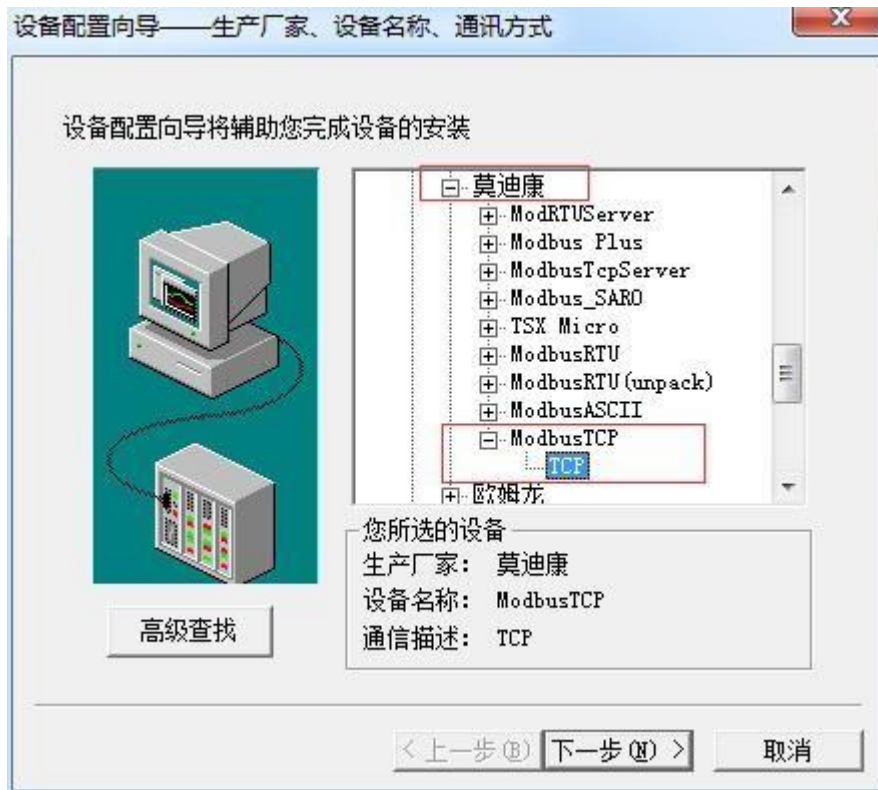 设备配置向导——生产厂家、设备名称、通讯方式
设备配置向导将辅助您完成设备的安装
莫迪康
ModRTUServer
Modbus Plus
ModbusTcpServer
Modbus_SARO
TSX Micro
ModbusRTU
ModbusRTU(unpack)
ModbusASCII
ModbusTCP
TCP
欧姆龙
您所选的设备
生产厂家： 莫迪康
设备名称： ModbusTCP
通信描述： TCP
高级查找
<上一步(B) 下一步(N) > 取消